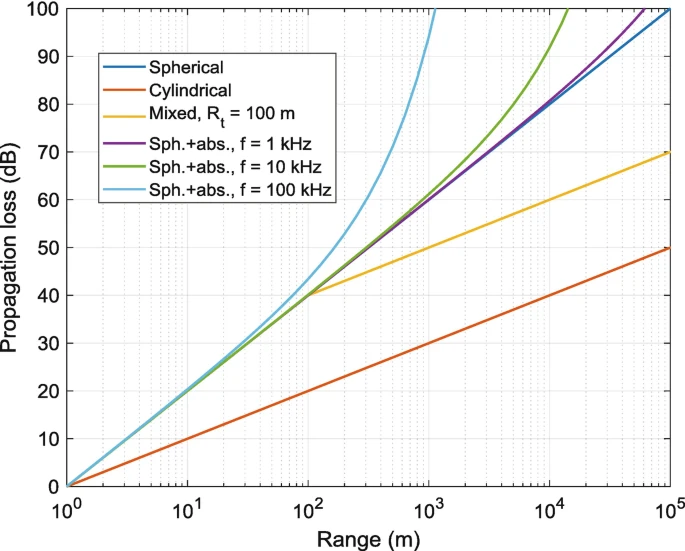 100
90
80
70
60
50
40
30
20
10
0
Propagation loss (dB)
Spherical
Cylindrical
Mixed, R_t = 100 m
Sph.+abs., f = 1 kHz
Sph.+abs., f = 10 kHz
Sph.+abs., f = 100 kHz
10^0 10^1 10^2 10^3 10^4 10^5
Range (m)